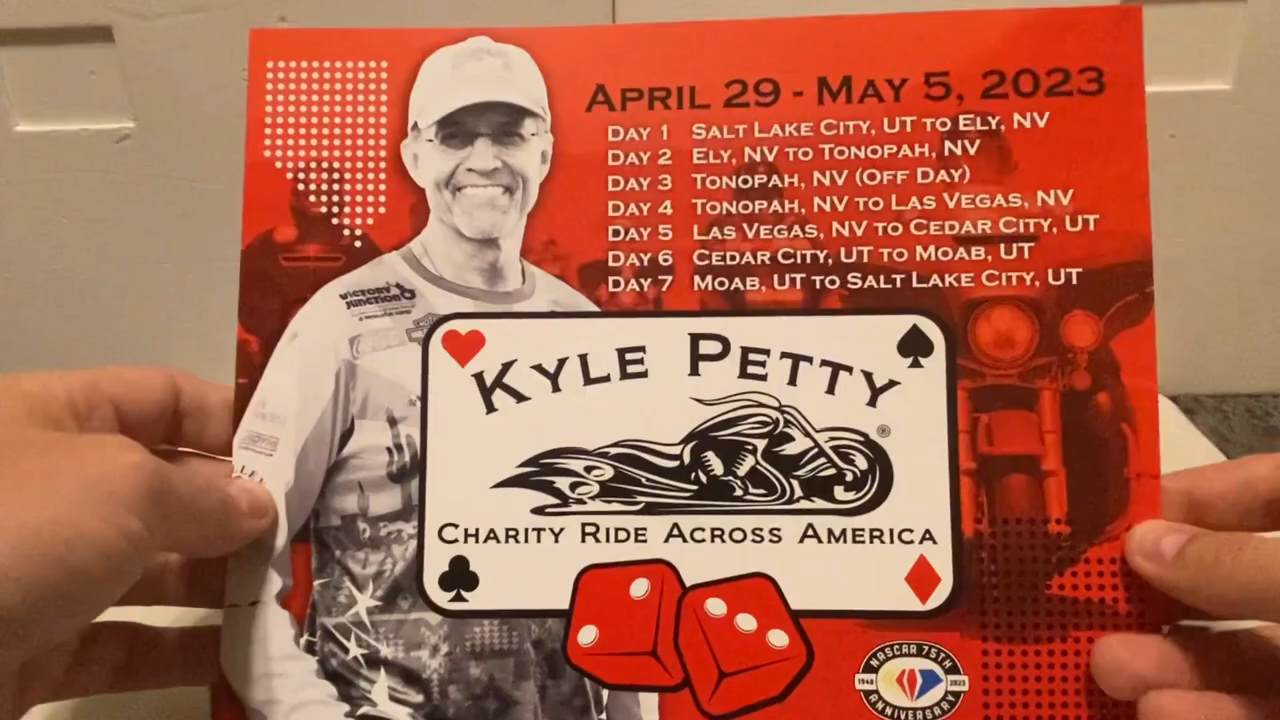 APRIL 29 - MAY 5, 2023
DAY 1 SALT LAKE CITY, UT TO ELY, NV
DAY 2 ELY, NV TO TONOPAH, NV
DAY 3 TONOPAH, NV (OFF DAY)
DAY 4 TONOPAH, NV TO LAS VEGAS, NV
DAY 5 LAS VEGAS, NV TO CEDAR CITY, UT
DAY 6 CEDAR CITY, UT TO MOAB, UT
DAY 7 MOAB, UT TO SALT LAKE CITY, UT
VICTORY
JUNCTION
KYLE PETTY
®
CHARITY RIDE ACROSS AMERICA
NASCAR 75TH
1948 2023
ANNIVERSARY